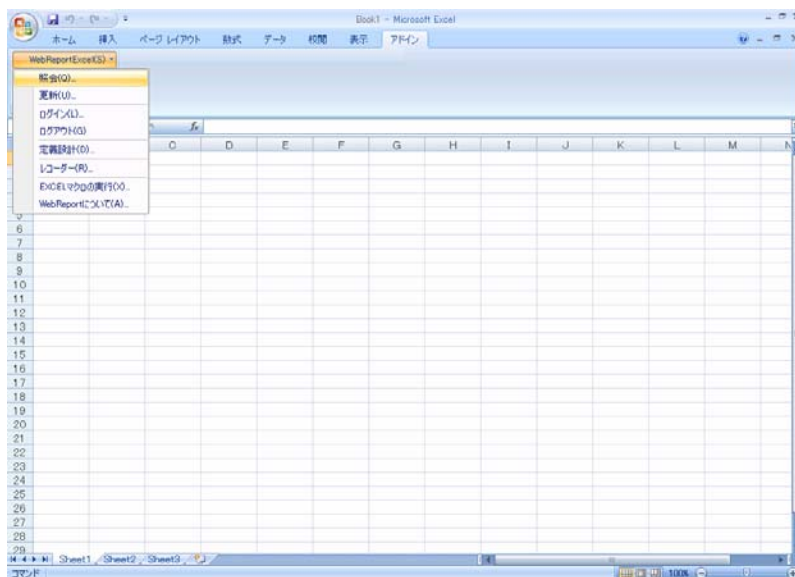 Book1 - Microsoft Excel
ホーム 挿入 ページ レイアウト 数式 データ 校閲 表示 アドイン
WebReportExcel(S)
照会(Q)...
更新(U)...
ログイン(L)...
ログアウト(G)
定義設計(D)...
レコーダー(R)...
EXCELマクロの実行(X)...
WebReportについて(A)...
fx
C D E F G H I J K L M N
5
6
7
8
9
10
11
12
13
14
15
16
17
18
19
20
21
22
23
24
25
26
27
28
29
Sheet1 Sheet2 Sheet3
コマンド 100%